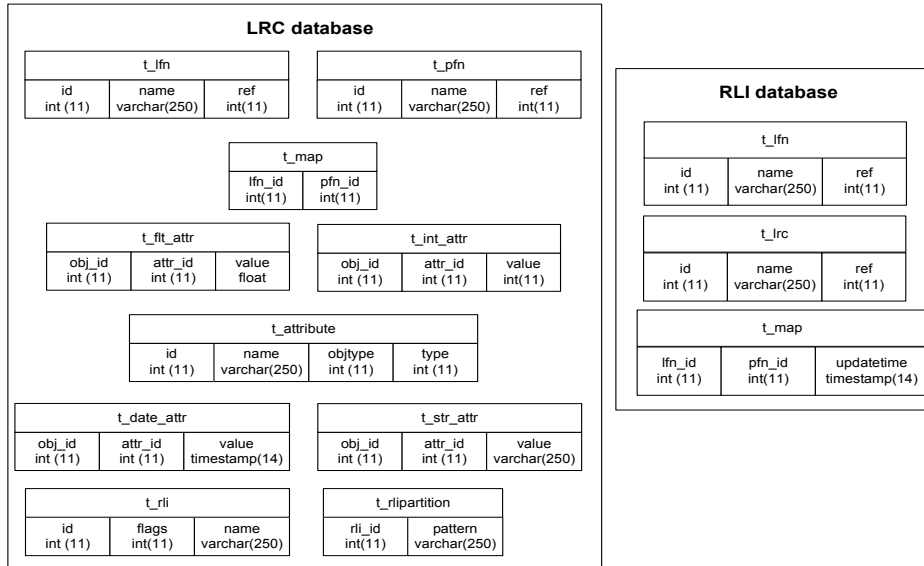 LRC database
t_lfn
id name ref
int (11) varchar(250) int(11)
t_pfn
id name ref
int (11) varchar(250) int(11)
t_map
lfn_id pfn_id
int(11) int(11)
t_flt_attr
obj_id attr_id value
int (11) int (11) float
t_int_attr
obj_id attr_id value
int (11) int (11) int(11)
t_attribute
id name objtype type
int (11) varchar(250) int (11) int (11)
t_date_attr
obj_id attr_id value
int (11) int (11) timestamp(14)
t_str_attr
obj_id attr_id value
int (11) int (11) varchar(250)
t_rli
id flags name
int (11) int(11) varchar(250)
t_rlipartition
rli_id pattern
int(11) varchar(250)
RLI database
t_lfn
id name ref
int (11) varchar(250) int(11)
t_lrc
id name ref
int (11) varchar(250) int(11)
t_map
lfn_id pfn_id updatetime
int (11) int(11) timestamp(14)